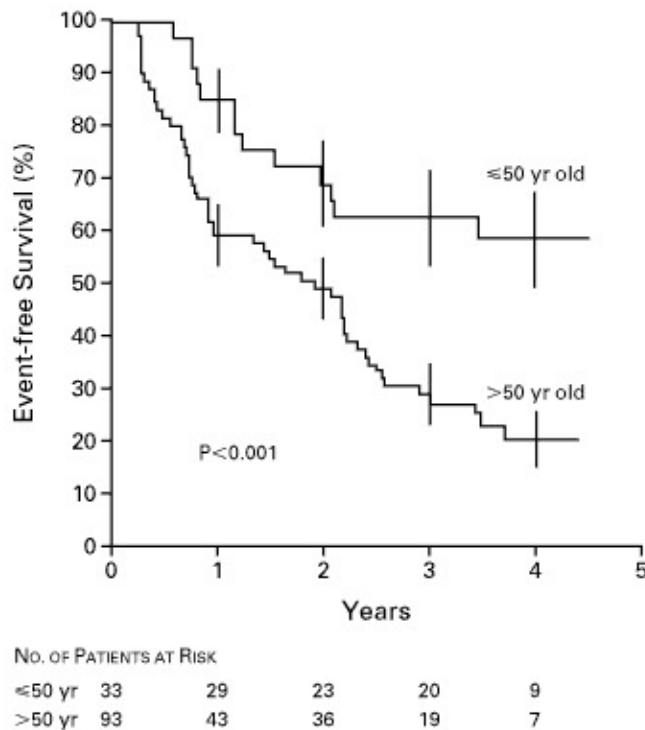 100
90
80
70
60
50
40
30
20
10
0
Event-free Survival (%)
≤50 yr old
>50 yr old
P<0.001
0 1 2 3 4 5
Years
NO. OF PATIENTS AT RISK
≤50 yr 33 29 23 20 9
>50 yr 93 43 36 19 7